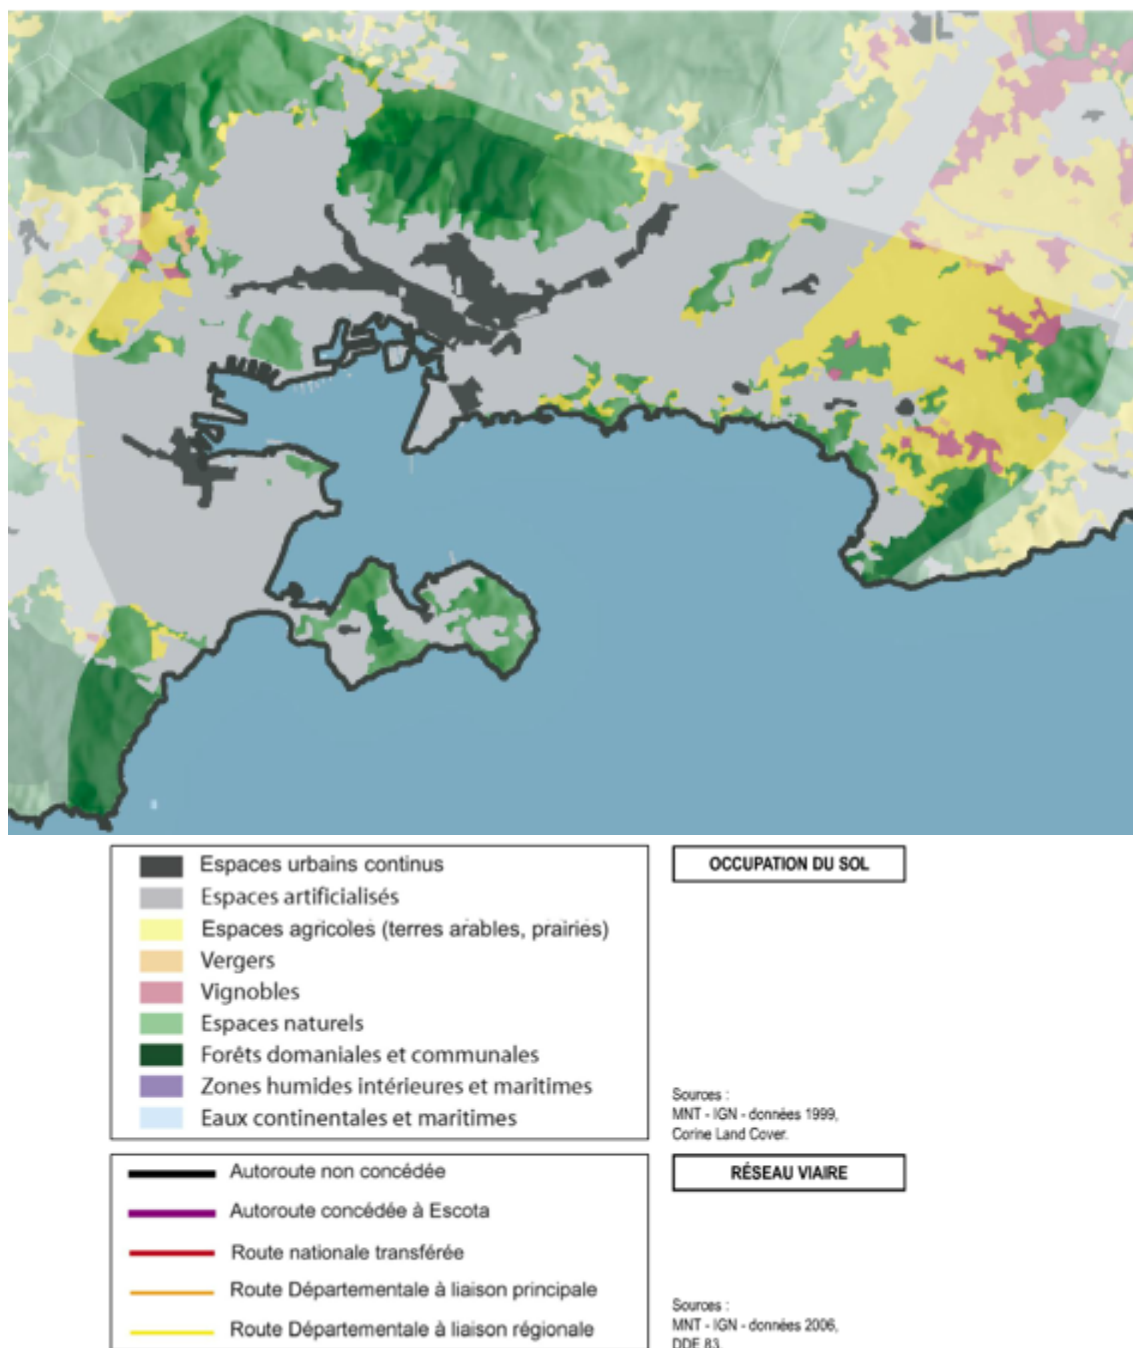 Espaces urbains continus
Espaces artificialisés
Espaces agricoles (terres arables, prairies)
Vergers
Vignobles
Espaces naturels
Forêts domaniales et communales
Zones humides intérieures et maritimes
Eaux continentales et maritimes
OCCUPATION DU SOL
Sources :
MNT - IGN - données 1999,
Corine Land Cover.
Autoroute non concédée
Autoroute concédée à Escota
Route nationale transférée
Route Départementale à liaison principale
Route Départementale à liaison régionale
RÉSEAU VIAIRE
Sources :
MNT - IGN - données 2006,
DDE 83.